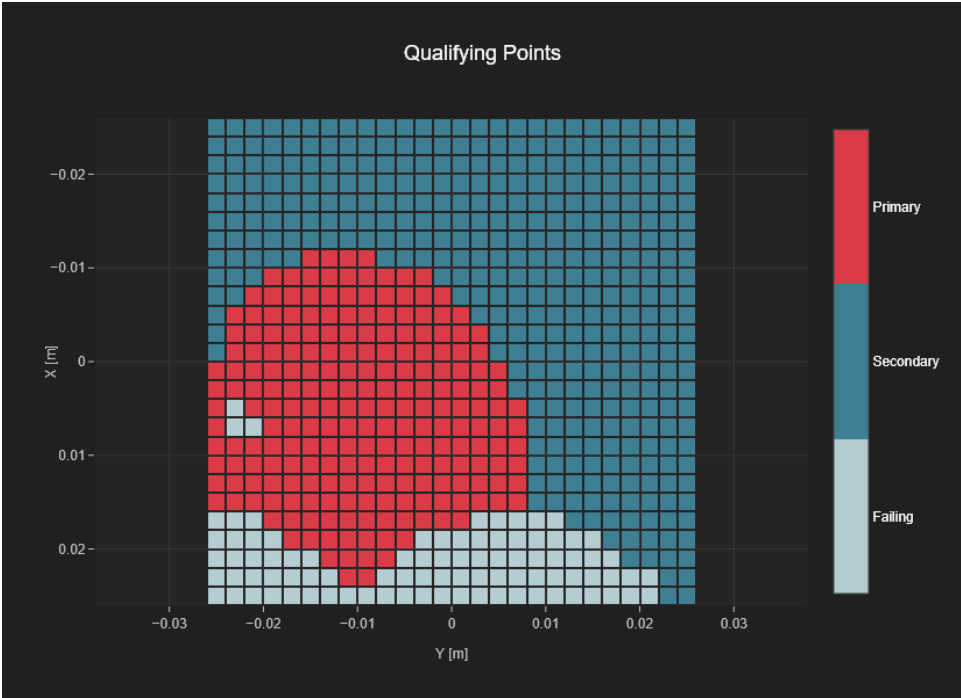 Qualifying Points
−0.02
−0.01
0
0.01
0.02
X [m]
−0.03
−0.02
−0.01
0
0.01
0.02
0.03
Y [m]
Primary
Secondary
Failing